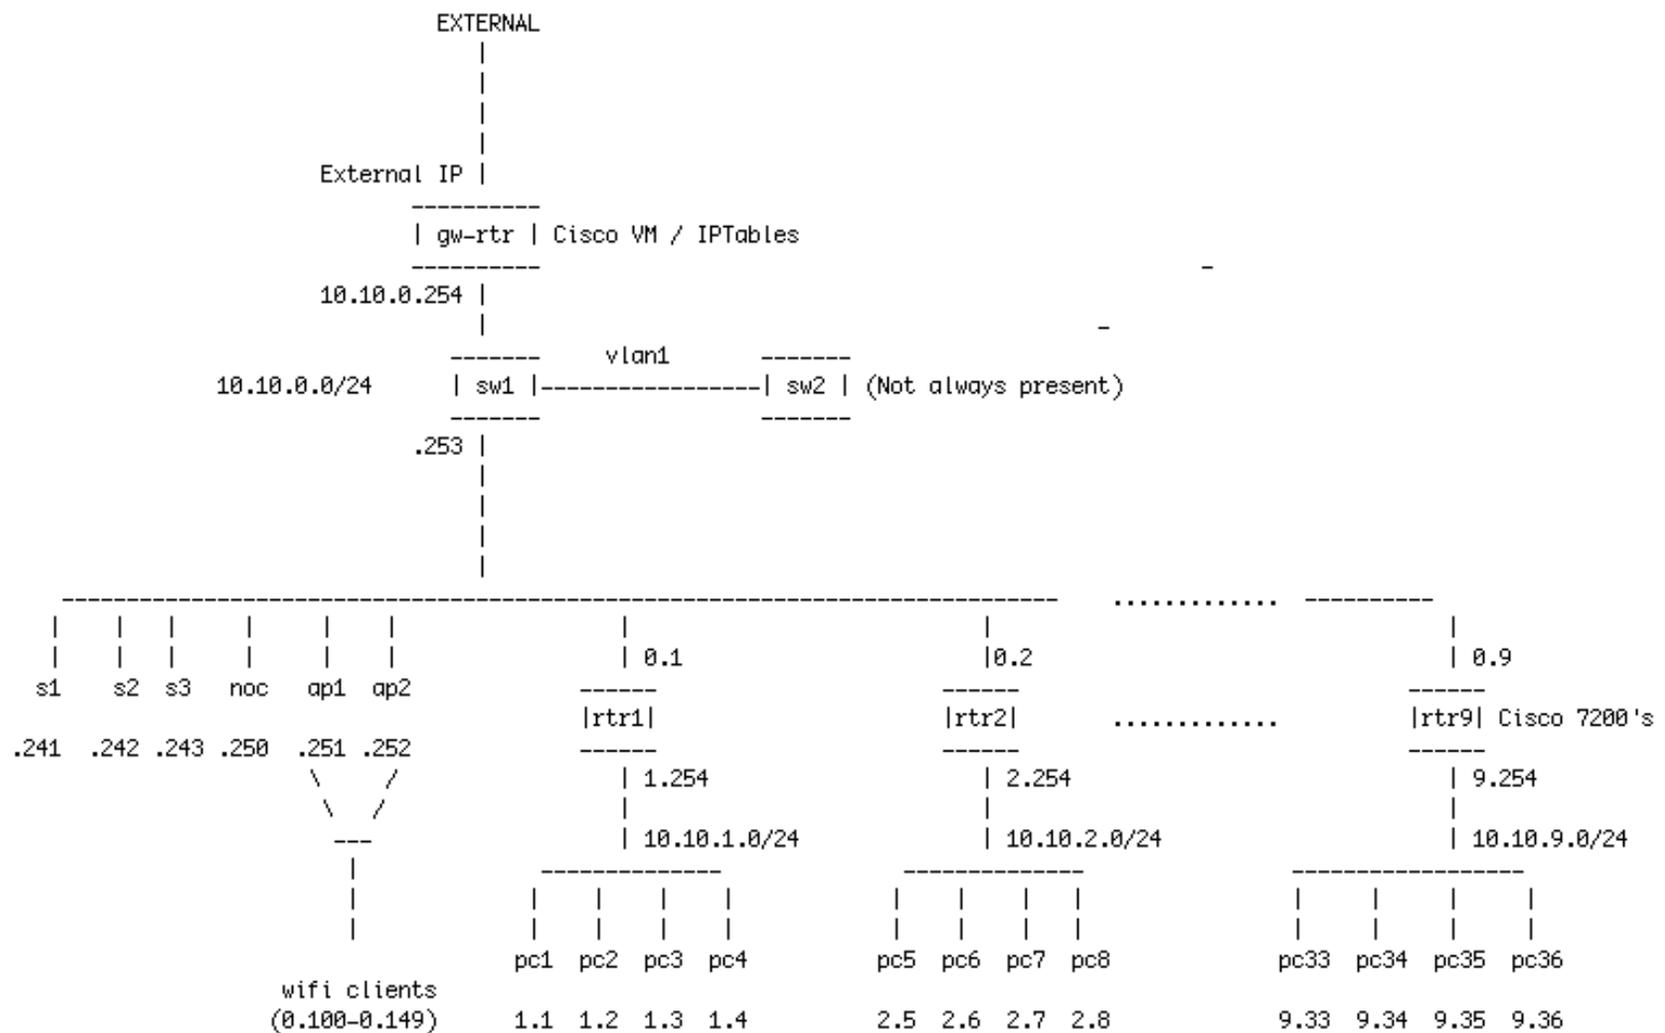 EXTERNAL
External IP
gw-rtr Cisco VM / IPTables
10.10.0.254
vlan1
10.10.0.0/24 sw1 sw2 (Not always present)
.253
0.1 0.2 0.9
s1 s2 s3 noc ap1 ap2
rtr1 rtr2 ............. rtr9 Cisco 7200's
.241 .242 .243 .250 .251 .252
1.254 2.254 9.254
10.10.1.0/24 10.10.2.0/24 10.10.9.0/24
pc1 pc2 pc3 pc4 pc5 pc6 pc7 pc8 pc33 pc34 pc35 pc36
wifi clients
(0.100-0.149) 1.1 1.2 1.3 1.4 2.5 2.6 2.7 2.8 9.33 9.34 9.35 9.36